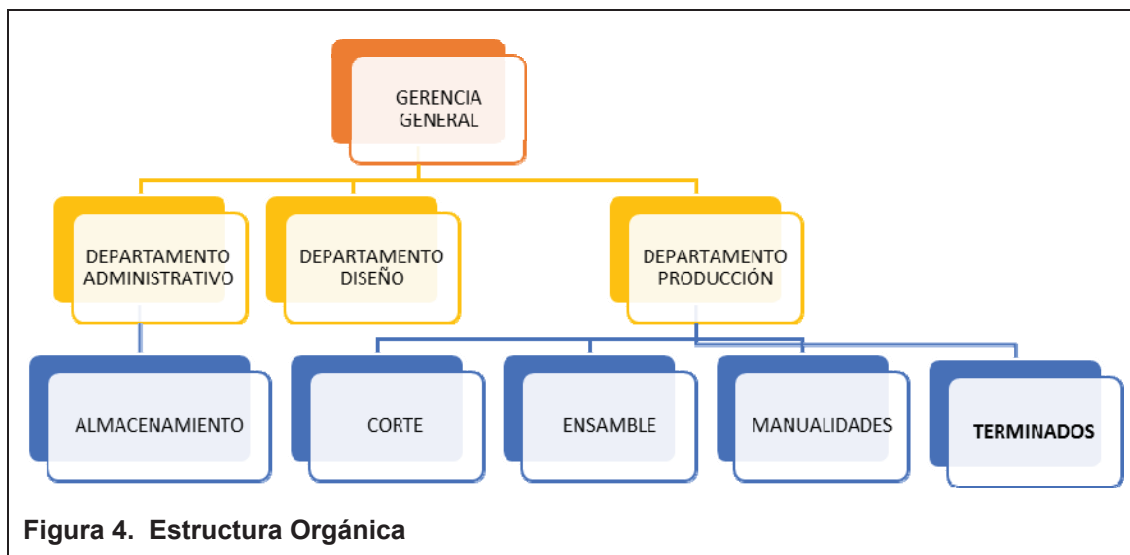 GERENCIA
GENERAL
DEPARTAMENTO
ADMINISTRATIVO
DEPARTAMENTO
DISEÑO
DEPARTAMENTO
PRODUCCIÓN
ALMACENAMIENTO
CORTE
ENSAMBLE
MANUALIDADES
TERMINADOS
Figura 4. Estructura Orgánica